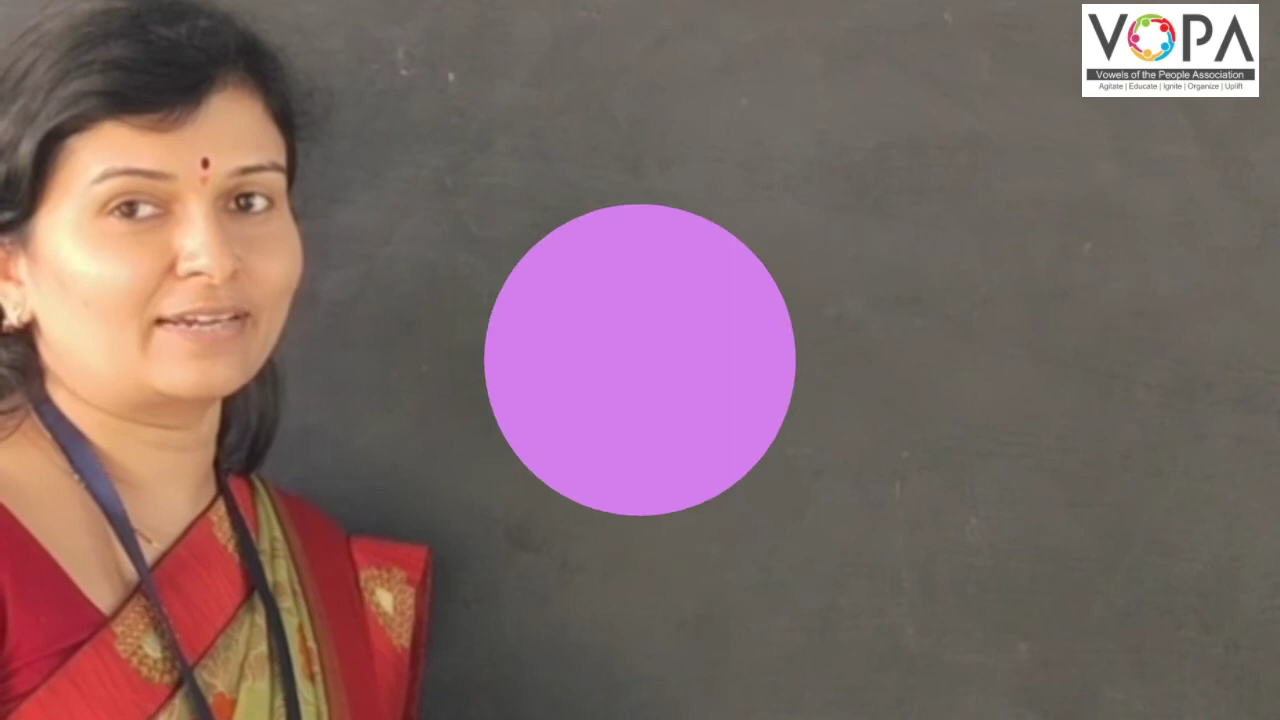 VOPA
Vowels of the People Association
Agitate | Educate | Ignite | Organize | Uplift